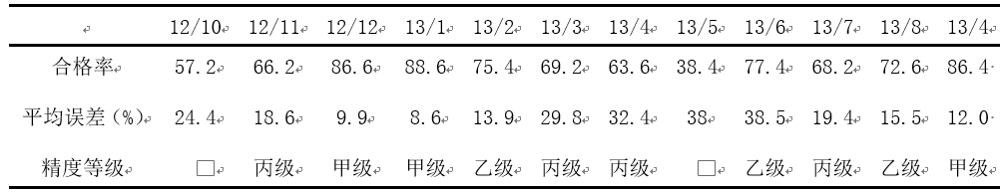 12/10 12/11 12/12 13/1 13/2 13/3 13/4 13/5 13/6 13/7 13/8 13/4
合格率 57.2 66.2 86.6 88.6 75.4 69.2 63.6 38.4 77.4 68.2 72.6 86.4
平均误差(%) 24.4 18.6 9.9 8.6 13.9 29.8 32.4 38 38.5 19.4 15.5 12.0
精度等级 □ 丙级 甲级 甲级 乙级 丙级 丙级 □ 乙级 丙级 乙级 甲级